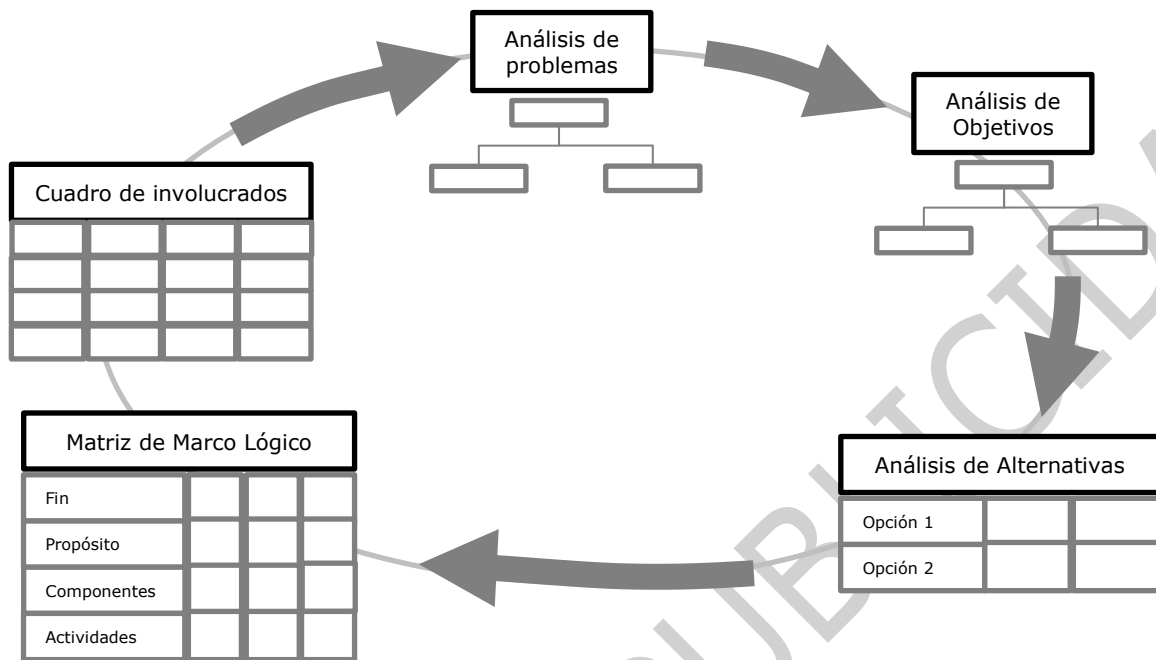 Análisis de
problemas
Análisis de
Objetivos
Cuadro de involucrados
Matriz de Marco Lógico
Fin
Propósito
Componentes
Actividades
Análisis de Alternativas
Opción 1
Opción 2